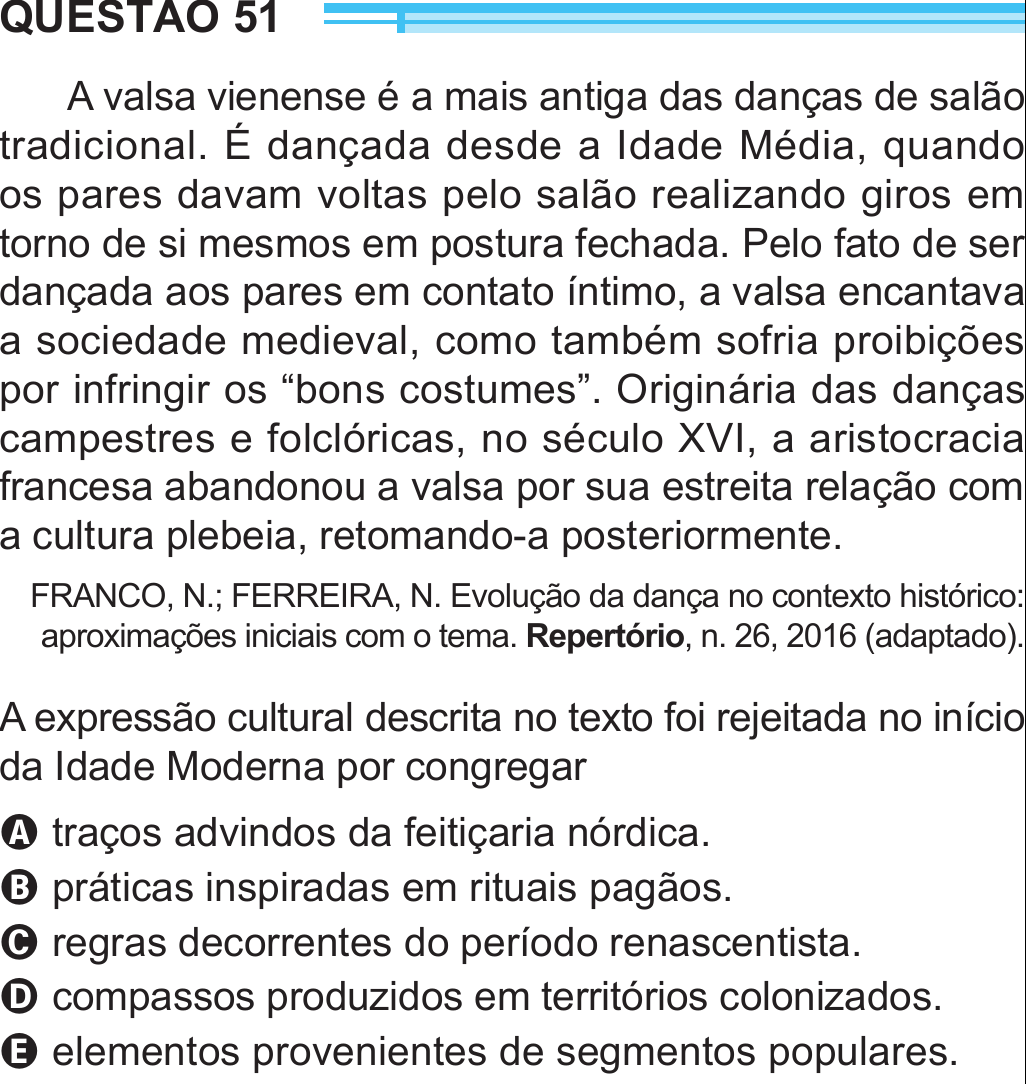 QUESTÃO 51
A valsa vienense é a mais antiga das danças de salão
tradicional. É dançada desde a Idade Média, quando
os pares davam voltas pelo salão realizando giros em
torno de si mesmos em postura fechada. Pelo fato de ser
dançada aos pares em contato íntimo, a valsa encantava
a sociedade medieval, como também sofria proibições
por infringir os “bons costumes”. Originária das danças
campestres e folclóricas, no século XVI, a aristocracia
francesa abandonou a valsa por sua estreita relação com
a cultura plebeia, retomando-a posteriormente.
FRANCO, N.; FERREIRA, N. Evolução da dança no contexto histórico:
aproximações iniciais com o tema. Repertório, n. 26, 2016 (adaptado).
A expressão cultural descrita no texto foi rejeitada no início
da Idade Moderna por congregar
A traços advindos da feitiçaria nórdica.
B práticas inspiradas em rituais pagãos.
C regras decorrentes do período renascentista.
D compassos produzidos em territórios colonizados.
E elementos provenientes de segmentos populares.